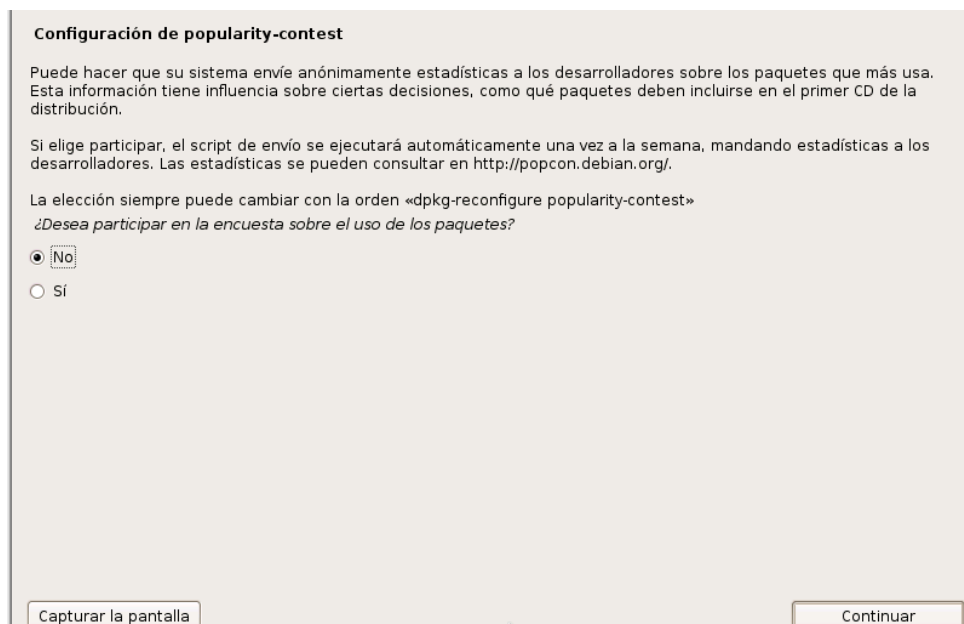 Configuración de popularity-contest
Puede hacer que su sistema envíe anónimamente estadísticas a los desarrolladores sobre los paquetes que más usa.
Esta información tiene influencia sobre ciertas decisiones, como qué paquetes deben incluirse en el primer CD de la
distribución.
Si elige participar, el script de envío se ejecutará automáticamente una vez a la semana, mandando estadísticas a los
desarrolladores. Las estadísticas se pueden consultar en http://popcon.debian.org/.
La elección siempre puede cambiar con la orden «dpkg-reconfigure popularity-contest»
¿Desea participar en la encuesta sobre el uso de los paquetes?
No
Sí
Capturar la pantalla
Continuar